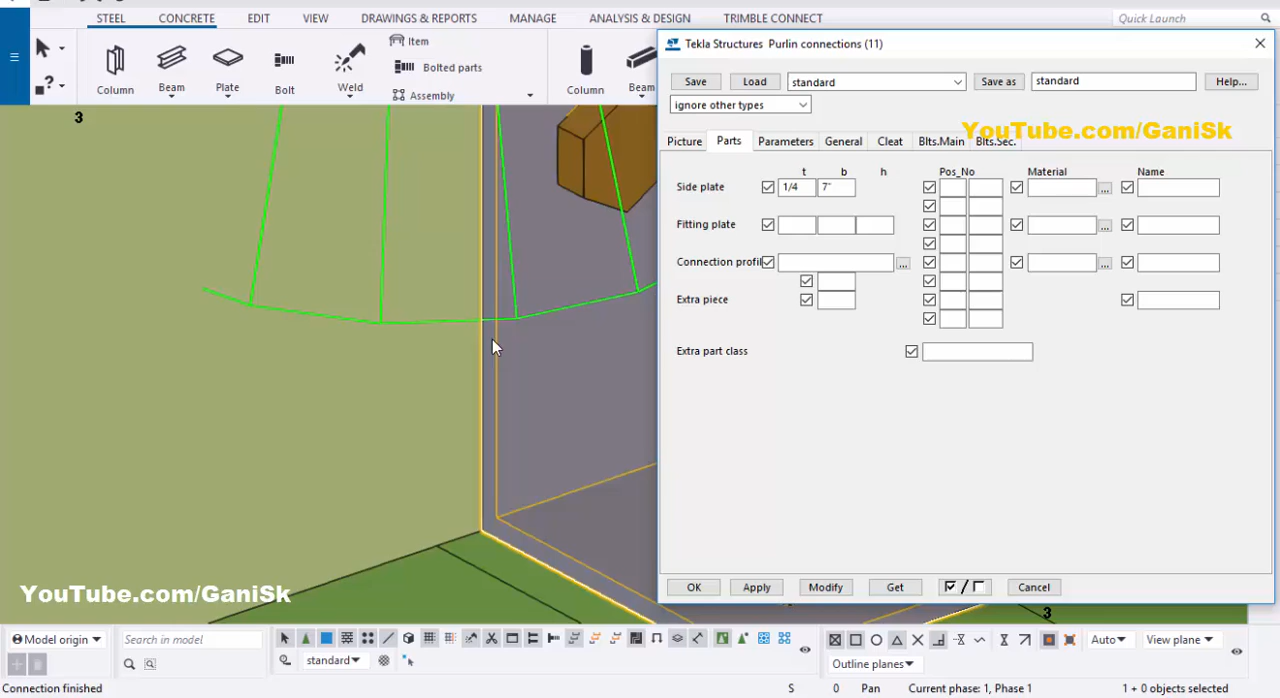 STEEL CONCRETE EDIT VIEW DRAWINGS & REPORTS MANAGE ANALYSIS & DESIGN TRIMBLE CONNECT Quick Launch
Column Beam Plate Bolt Weld
Item
Bolted parts
Assembly
Column Beam
3
Tekla Structures Purlin connections (11)
Save Load standard Save as standard Help...
ignore other types
YouTube.com/GaniSk
Picture Parts Parameters General Cleat Blts.Main Blts.Sec.
t b h Pos_No Material Name
Side plate 1/4 7"
Fitting plate
Connection profil
Extra piece
Extra part class
OK Apply Modify Get / Cancel
YouTube.com/GaniSk
3
Model origin Search in model Auto View plane
standard Outline planes
Connection finished S 0 Pan Current phase: 1, Phase 1 1 + 0 objects selected